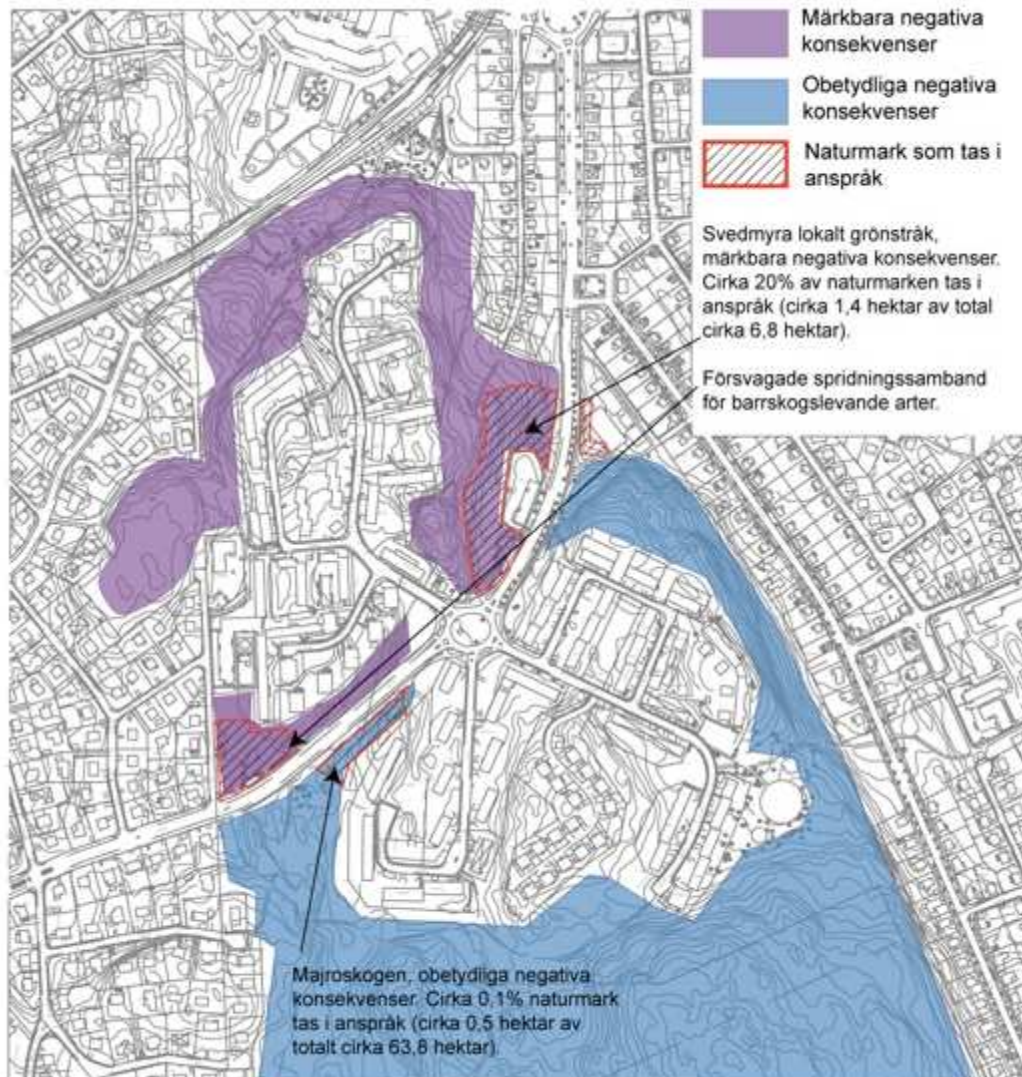 Märkbara negativa
konsekvenser
Obetydliga negativa
konsekvenser
Naturmark som tas i
anspråk
Svedmyra lokalt grönstråk,
märkbara negativa konsekvenser.
Cirka 20% av naturmarken tas i
anspråk (cirka 1,4 hektar av total
cirka 6,8 hektar).
Försvagade spridningssamband
för barrskogslevande arter.
Majroskogen, obetydliga negativa
konsekvenser. Cirka 0,1% naturmark
tas i anspråk (cirka 0,5 hektar av
totalt cirka 63,8 hektar).